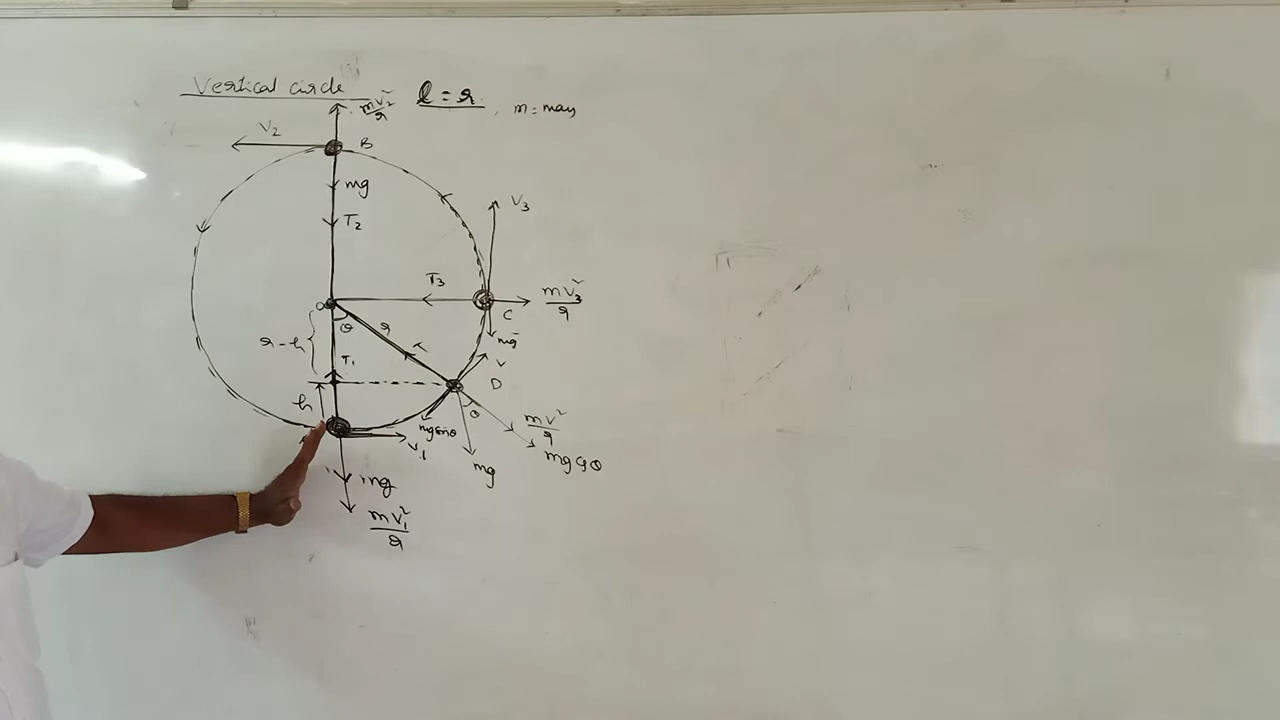 Vertical circle
l = r , m = mass
mv₂²/r
V₂
B
mg
T₂
V₃
T₃
mv₃²/r
O
C
mg
θ
r
r-h
T₁
T
V
D
h
θ
mv²/r
mg sinθ
V₁
mg
mg cosθ
mg
mv₁²/r